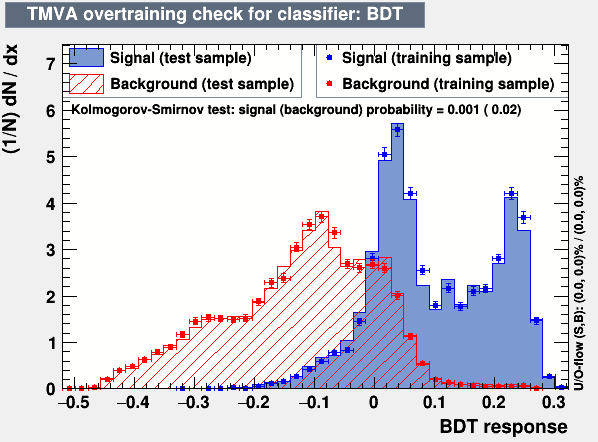 TMVA overtraining check for classifier: BDT
Signal (test sample)
Background (test sample)
Signal (training sample)
Background (training sample)
Kolmogorov-Smirnov test: signal (background) probability = 0.001 ( 0.02)
(1/N) dN / dx
7
6
5
4
3
2
1
0
−0.5 −0.4 −0.3 −0.2 −0.1 0 0.1 0.2 0.3
BDT response
U/O-flow (S,B): (0.0, 0.0)% / (0.0, 0.0)%